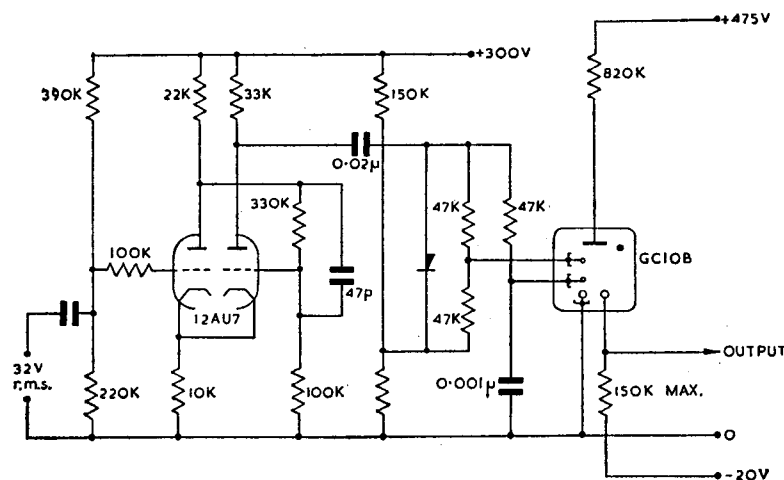 +475V
+300V
820K
390K
22K
33K
150K
0·02µ
330K
47K
47K
GC10B
100K
47p
12AU7
47K
32V
r.m.s.
OUTPUT
220K
10K
100K
0·001µ
150K MAX.
0
-20V